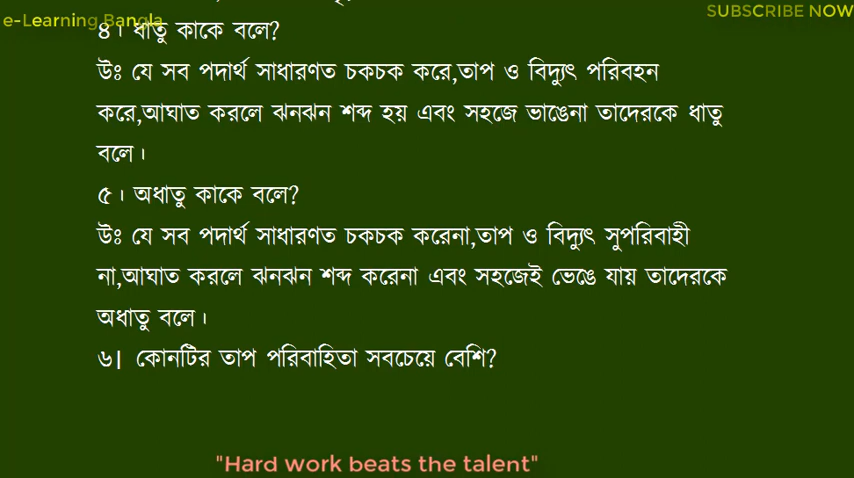 e-Learning Bangla
SUBSCRIBE NOW
৪। ধাতু কাকে বলে?
উঃ যে সব পদার্থ সাধারণত চকচক করে,তাপ ও বিদ্যুৎ পরিবহন
করে,আঘাত করলে ঝনঝন শব্দ হয় এবং সহজে ভাঙেনা তাদেরকে ধাতু
বলে।
৫। অধাতু কাকে বলে?
উঃ যে সব পদার্থ সাধারণত চকচক করেনা,তাপ ও বিদ্যুৎ সুপরিবাহী
না,আঘাত করলে ঝনঝন শব্দ করেনা এবং সহজেই ভেঙে যায় তাদেরকে
অধাতু বলে।
৬। কোনটির তাপ পরিবাহিতা সবচেয়ে বেশি?
"Hard work beats the talent"